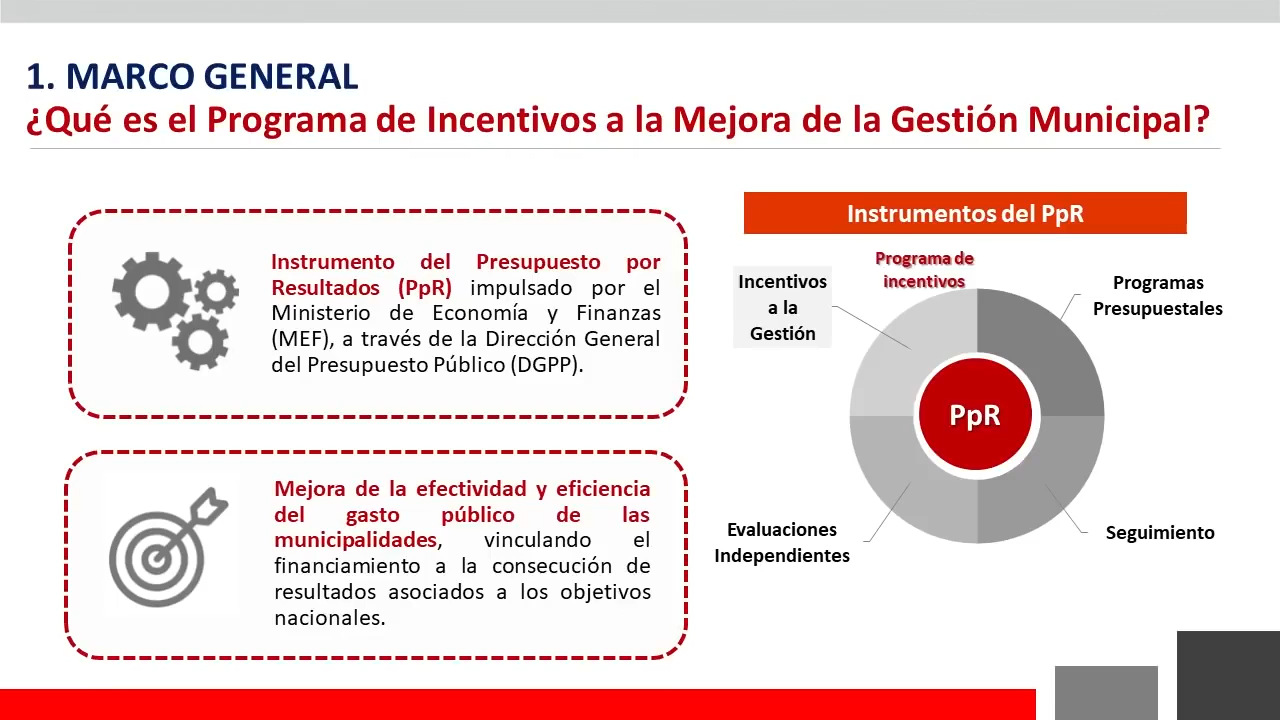 1. MARCO GENERAL
¿Qué es el Programa de Incentivos a la Mejora de la Gestión Municipal?
Instrumento del Presupuesto por
Resultados (PpR) impulsado por el
Ministerio de Economía y Finanzas
(MEF), a través de la Dirección General
del Presupuesto Público (DGPP).
Mejora de la efectividad y eficiencia
del gasto público de las
municipalidades, vinculando el
financiamiento a la consecución de
resultados asociados a los objetivos
nacionales.
Instrumentos del PpR
Programa de
incentivos
Incentivos
a la
Gestión
Programas
Presupuestales
PpR
Evaluaciones
Independientes
Seguimiento